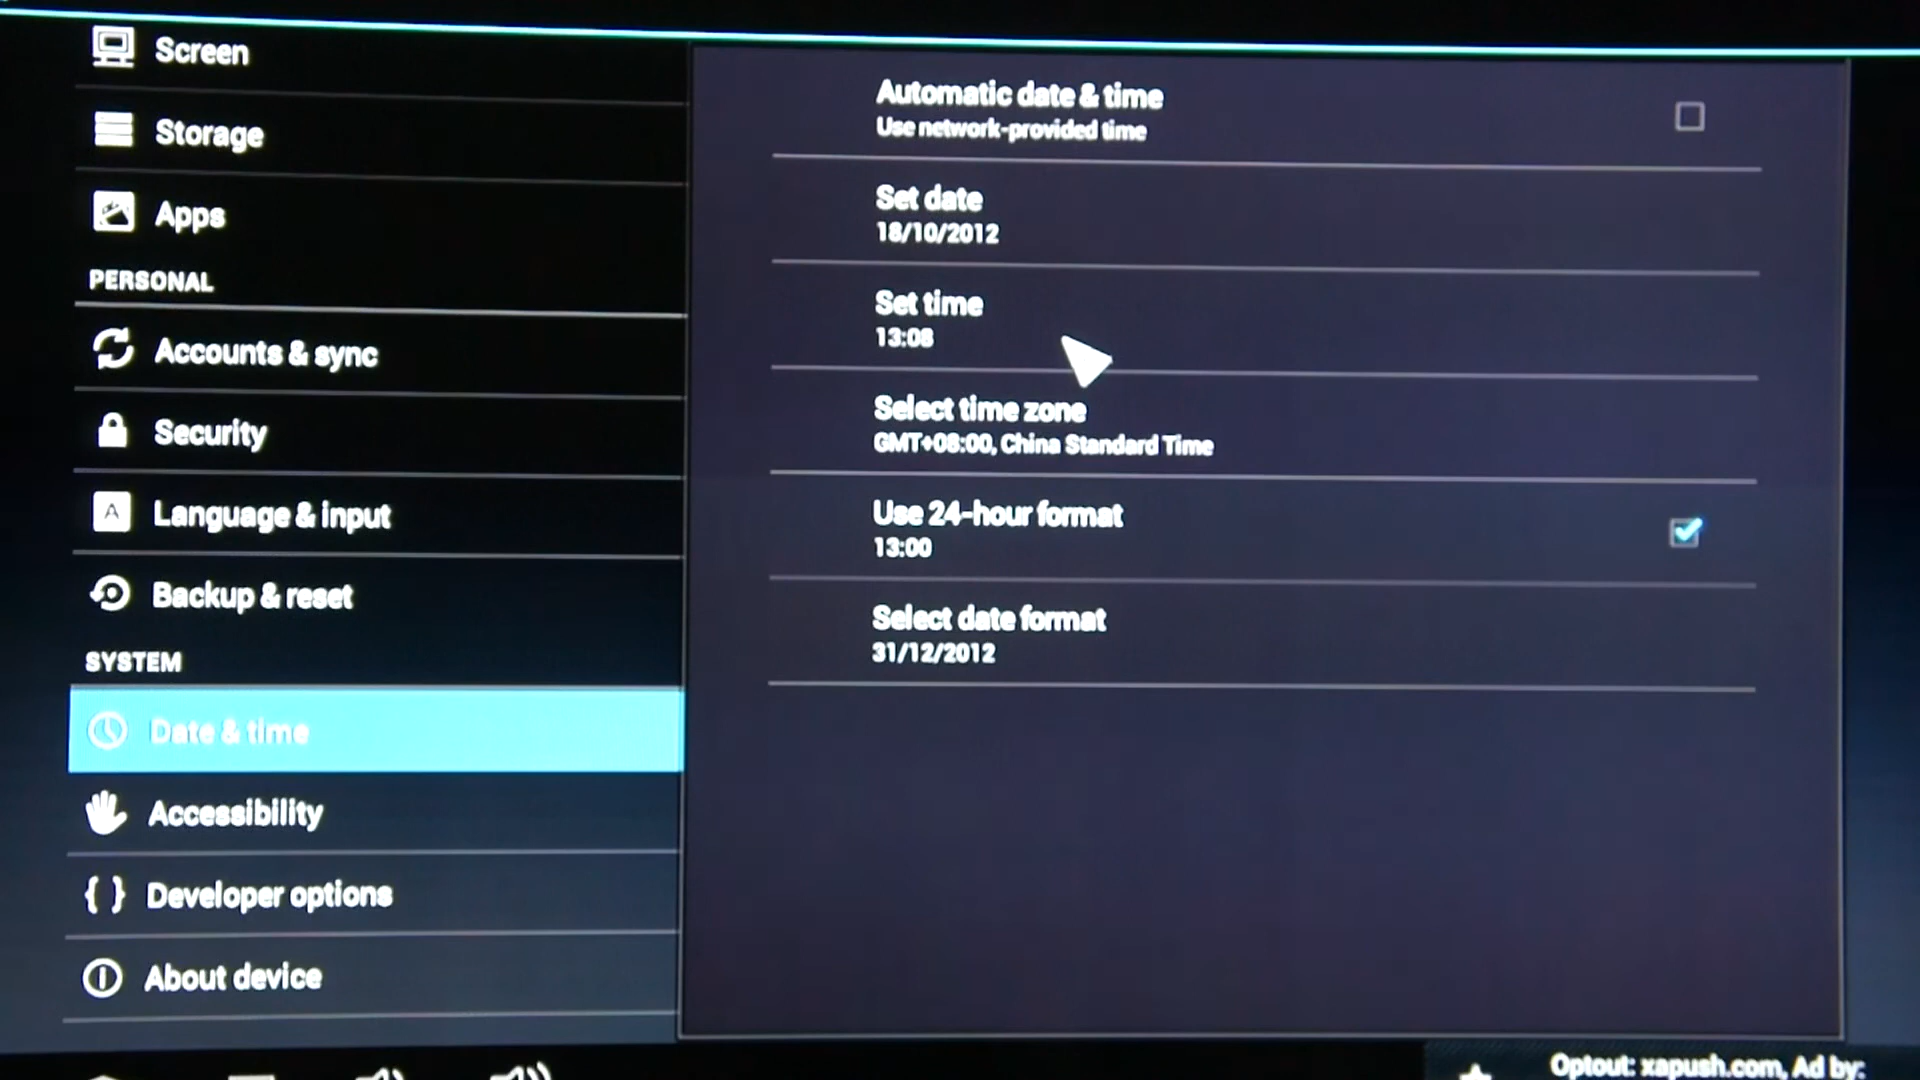 Screen
Storage
Apps
PERSONAL
Accounts & sync
Security
Language & input
Backup & reset
SYSTEM
Date & time
Accessibility
Developer options
About device
Automatic date & time
Use network-provided time
Set date
18/10/2012
Set time
13:08
Select time zone
GMT+08:00, China Standard Time
Use 24-hour format
13:00
Select date format
31/12/2012
Optout: xapush.com, Ad by: